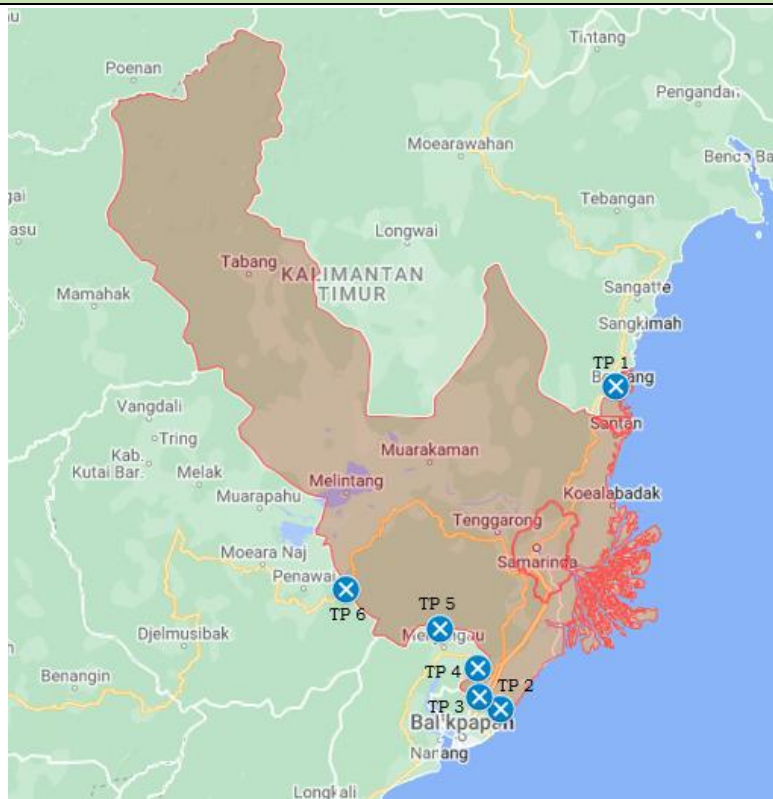 Tintang
Poenan
Pengandan
Moearawahan
Tebangan
Longwai
Tabang
KALIMANTAN
TIMUR
Mamahak
Sangatte
Sangkimah
TP 1
Vangdali
Tring
Santan
Kab.
Kutai Bar.
Melak
Muarakaman
Melintang
Muarapahu
Koealabadak
Tenggarong
Moeara Naj
Samarinda
Penawai
TP 6
TP 5
Djelmusibak
TP 4
Benangin
TP 2
TP 3
Nanang
Longkali